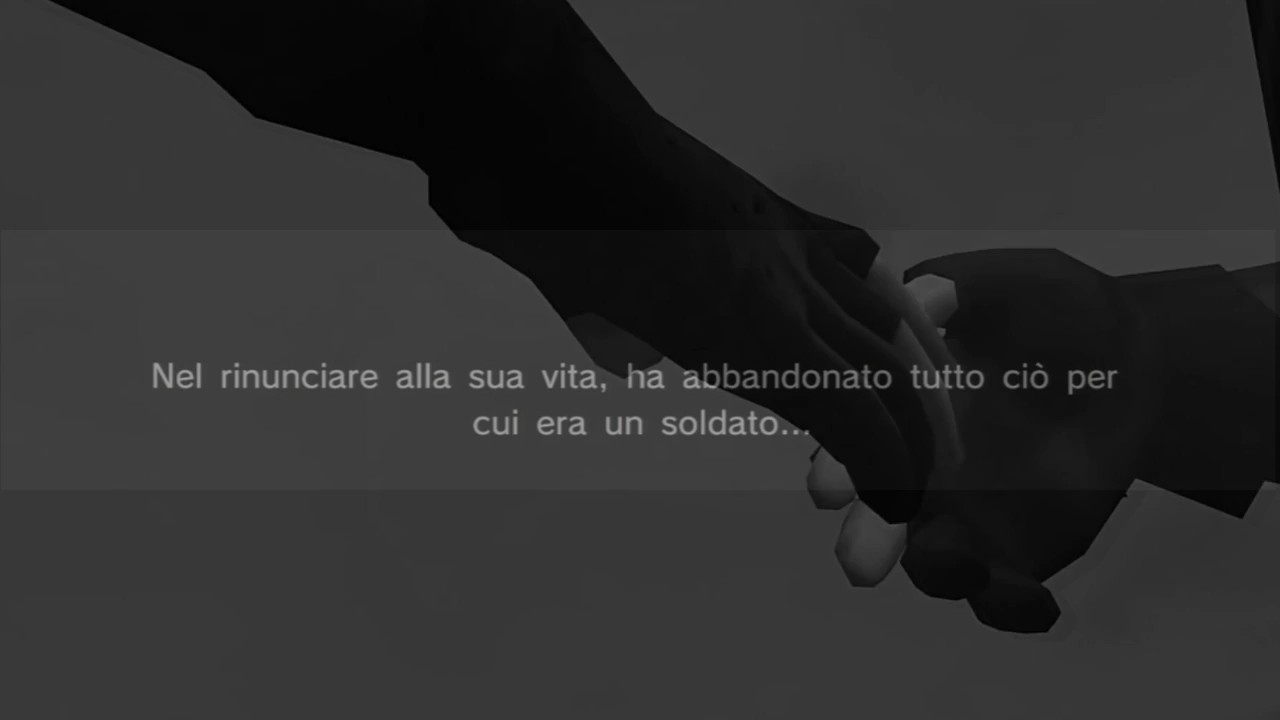 Nel rinunciare alla sua vita, ha abbandonato tutto ciò per
cui era un soldato...